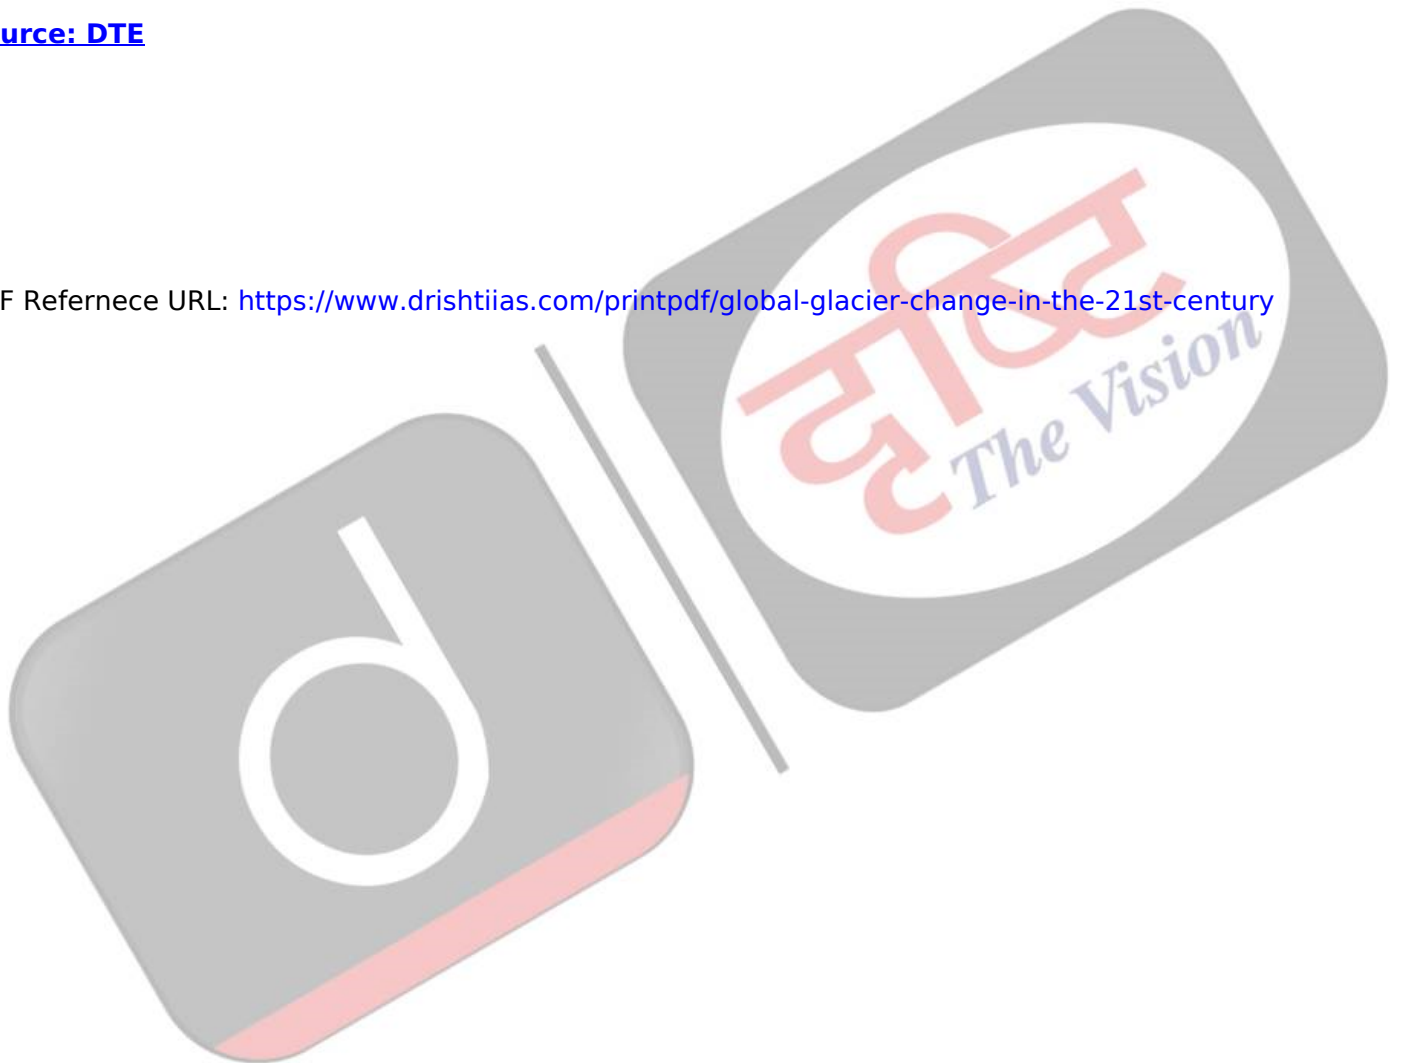 urce: DTE
F Refernece URL: https://www.drishtiias.com/printpdf/global-glacier-change-in-the-21st-century
दृष्टि
The Vision
d